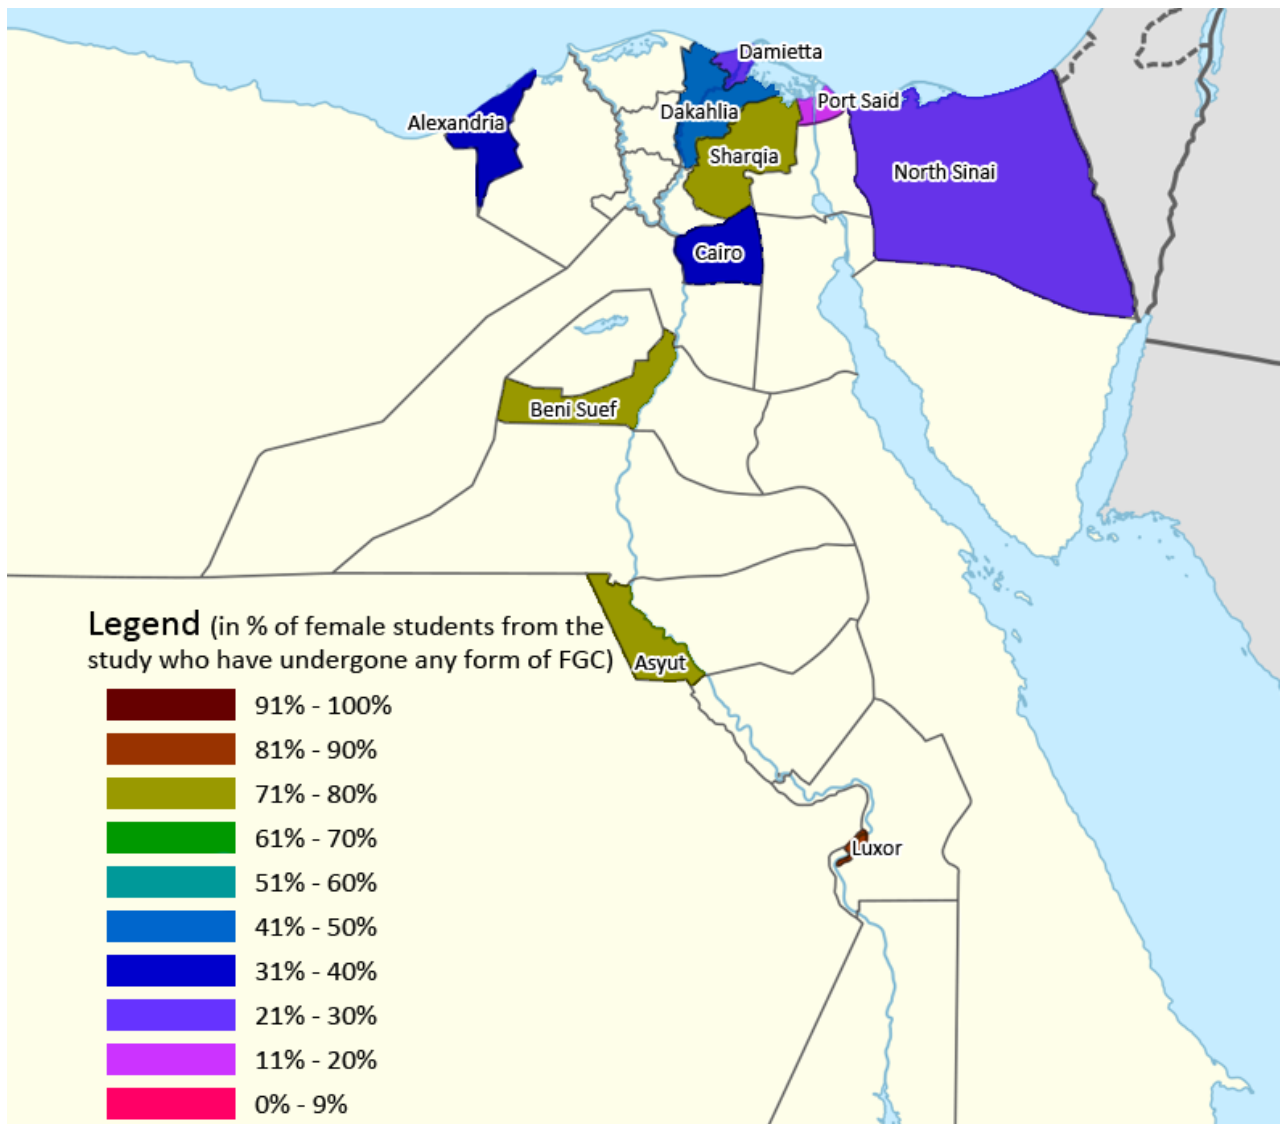 Damietta
Port Said
Alexandria
Dakahlia
Sharqia
North Sinai
Cairo
Beni Suef
Asyut
Luxor
Legend (in % of female students from the
study who have undergone any form of FGC)
91% - 100%
81% - 90%
71% - 80%
61% - 70%
51% - 60%
41% - 50%
31% - 40%
21% - 30%
11% - 20%
0% - 9%